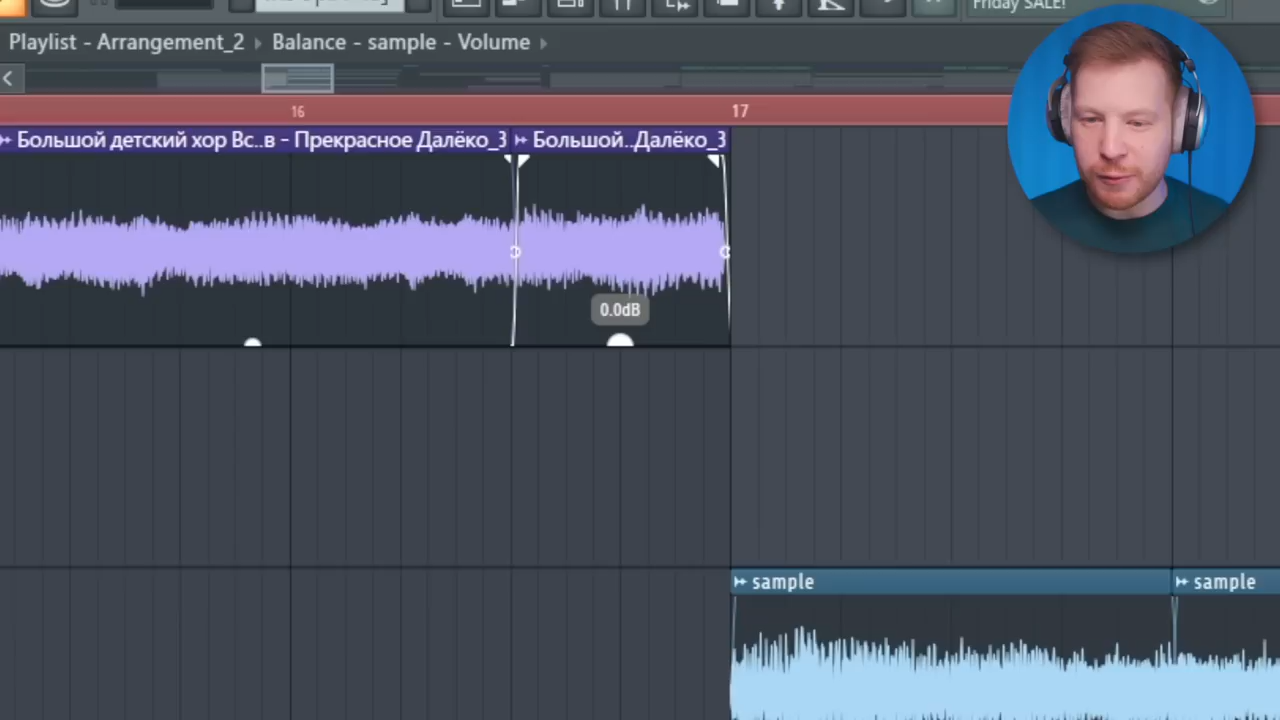 Friday SALE!
Playlist - Arrangement_2 ▸ Balance - sample - Volume ▸
16
17
Большой детский хор Вс..в - Прекрасное Далёко_3
Большой..Далёко_3
0.0dB
sample
sample